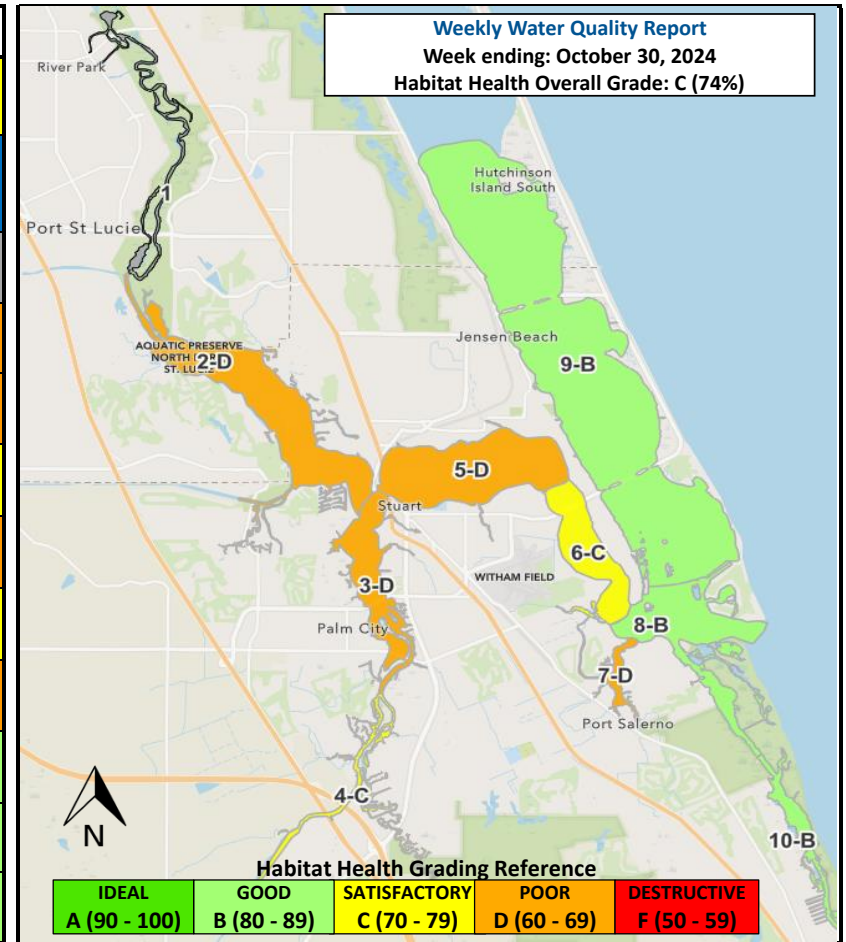 Weekly Water Quality Report
Week ending: October 30, 2024
Habitat Health Overall Grade: C (74%)
River Park
Hutchinson
Island South
1
Port St Lucie
Jensen Beach
AQUATIC PRESERVE
NORTH
ST.
2-D
9-B
5-D
Stuart
6-C
WITHAM FIELD
3-D
Palm City
8-B
7-D
Port Salerno
4-C
10-B
N
Habitat Health Grading Reference
IDEAL GOOD SATISFACTORY POOR DESTRUCTIVE
A (90 - 100) B (80 - 89) C (70 - 79) D (60 - 69) F (50 - 59)